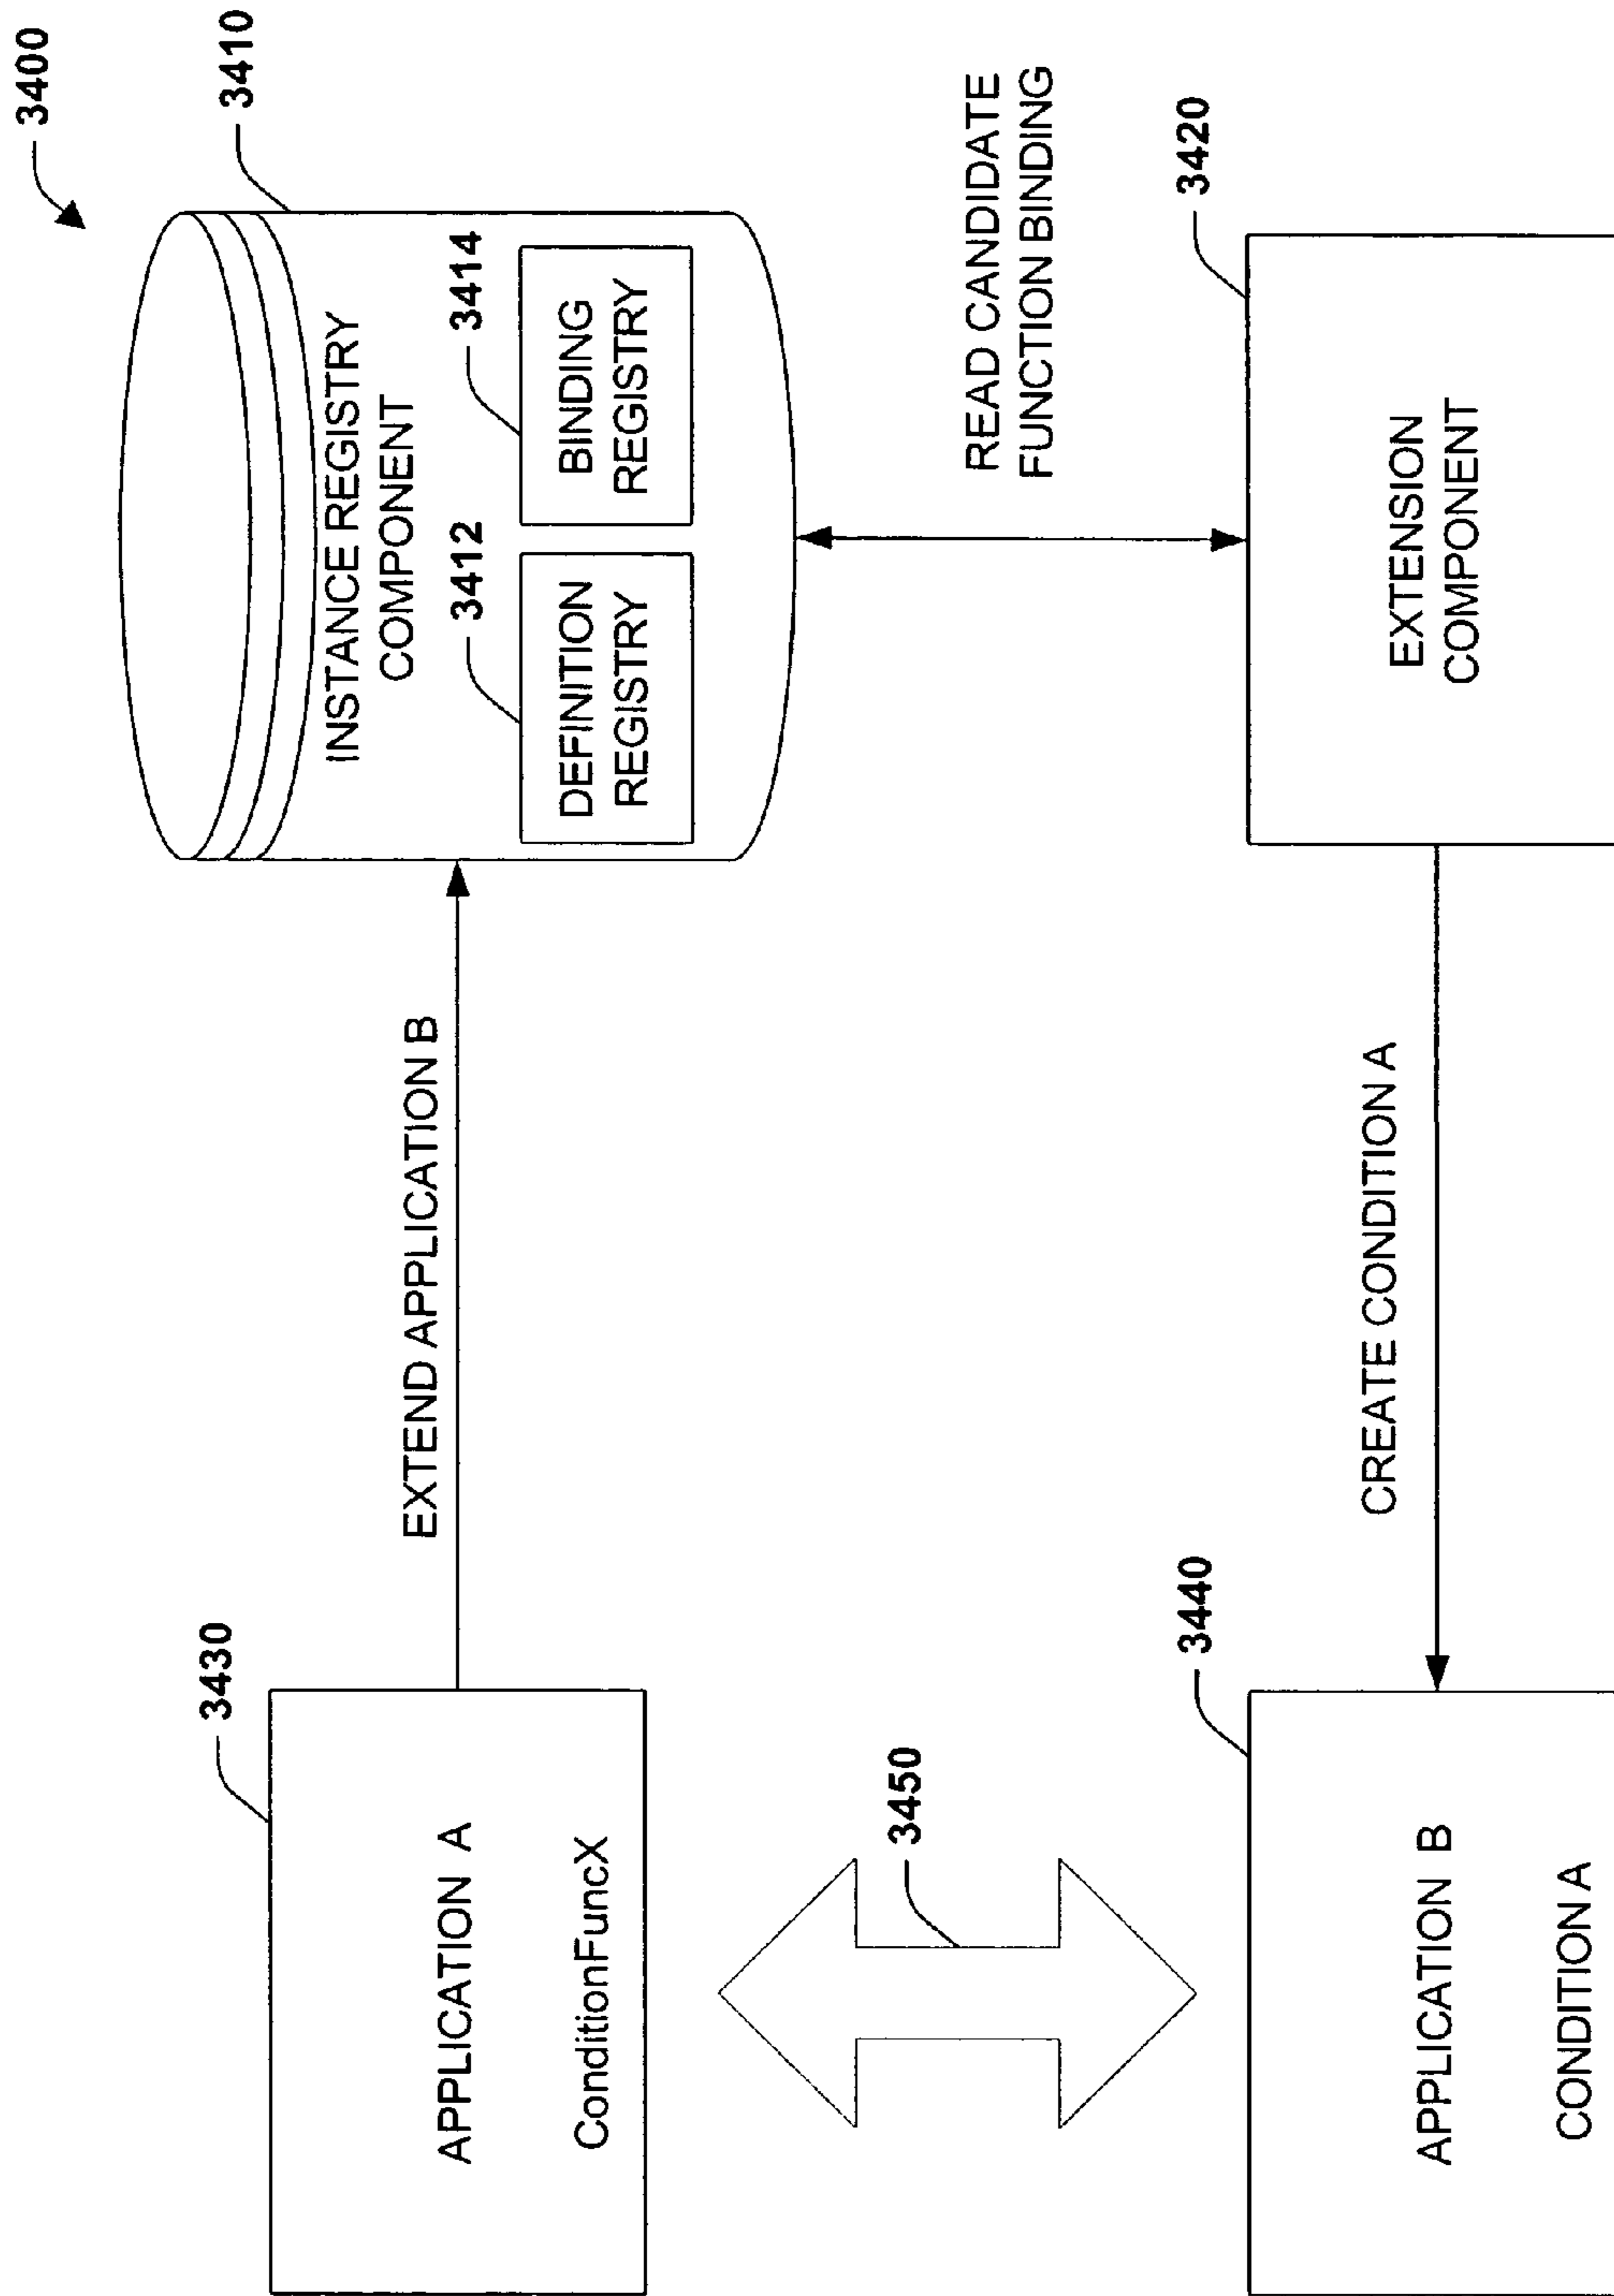 3400
3410
INSTANCE REGISTRY
COMPONENT
3412
3414
DEFINITION
REGISTRY
BINDING
REGISTRY
3430
APPLICATION A
ConditionFuncX
EXTEND APPLICATION B
READ CANDIDATE
FUNCTION BINDING
3450
3440
APPLICATION B
CONDITION A
CREATE CONDITION A
3420
EXTENSION
COMPONENT